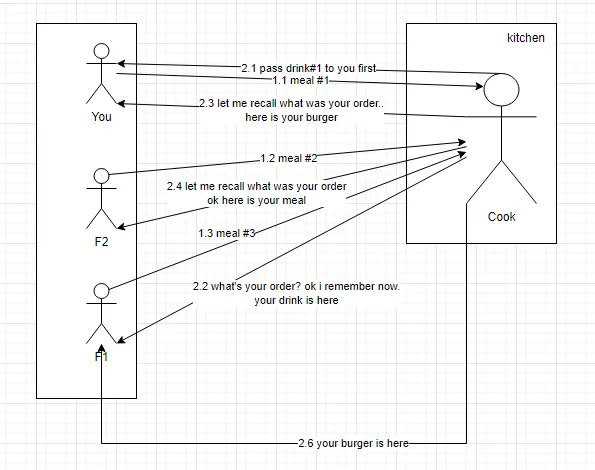 kitchen
2.1 pass drink#1 to you first
1.1 meal #1
2.3 let me recall what was your order..
here is your burger
You
1.2 meal #2
2.4 let me recall what was your order
ok here is your meal
Cook
F2
1.3 meal #3
2.2 what's your order? ok i remember now.
your drink is here
F1
2.6 your burger is here